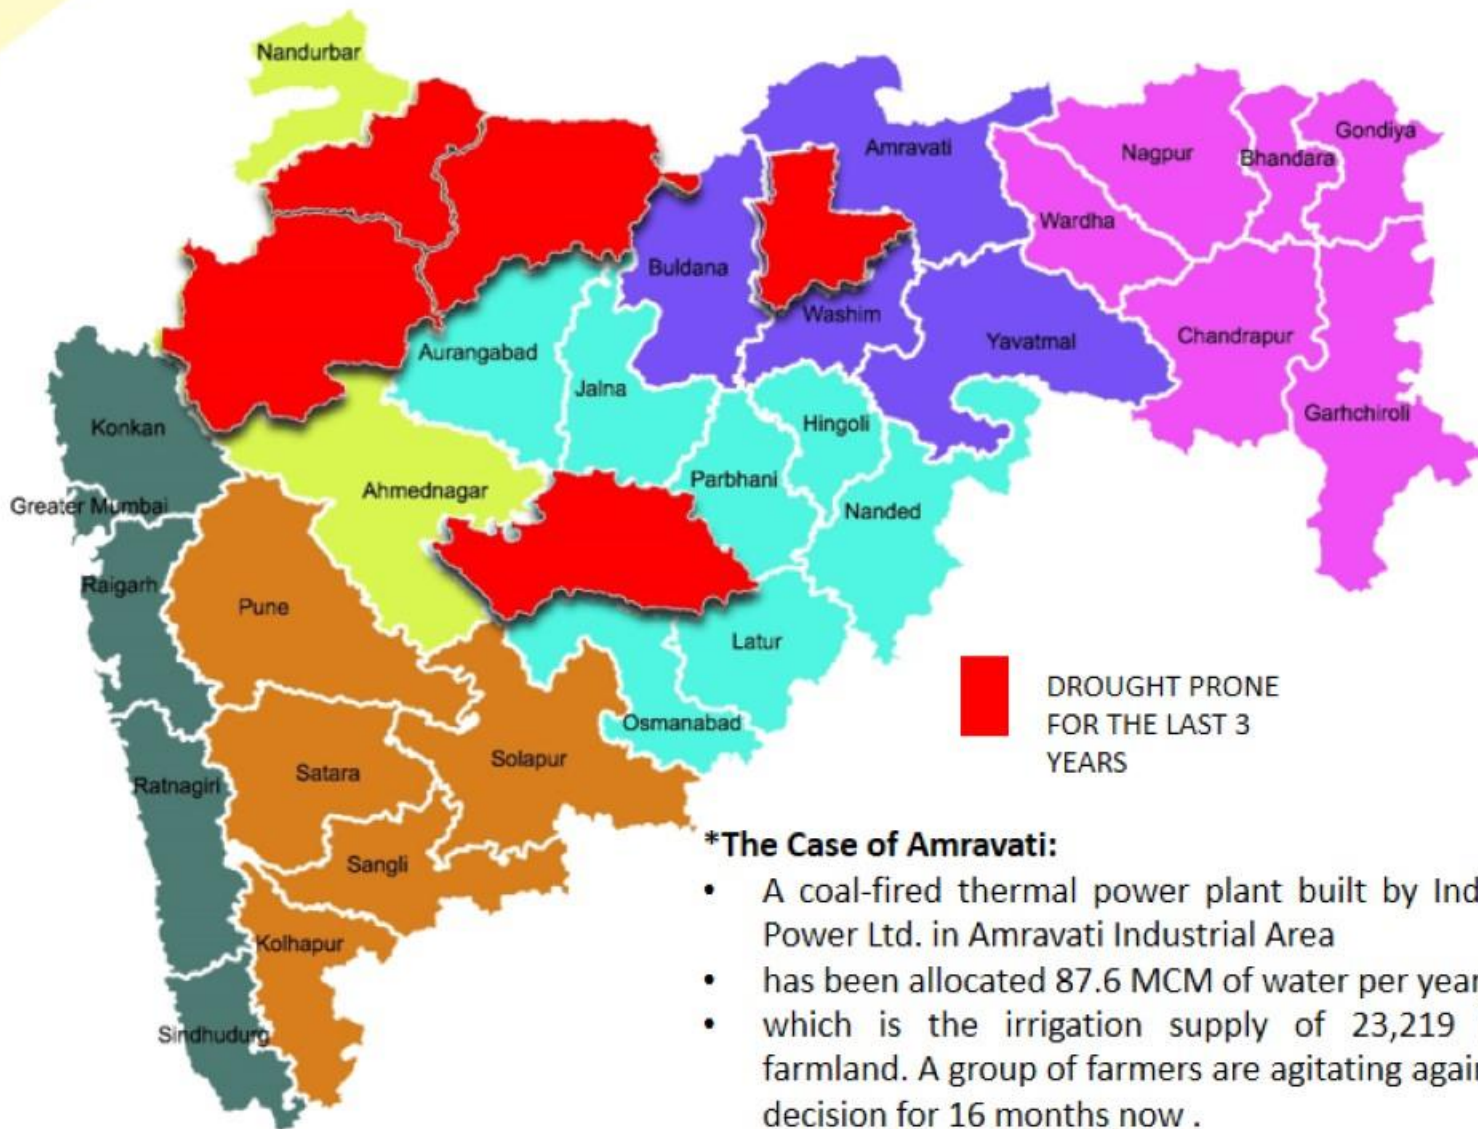 Nandurbar
Amravati
Nagpur
Bhandara
Gondiya
Wardha
Buldana
Washim
Yavatmal
Chandrapur
Garhchiroli
Aurangabad
Jalna
Hingoli
Konkan
Ahmednagar
Parbhani
Nanded
Greater Mumbai
Raigarh
Pune
Latur
Osmanabad
Solapur
Satara
Ratnagiri
Sangli
Kolhapur
Sindhudurg
DROUGHT PRONE
FOR THE LAST 3
YEARS
*The Case of Amravati:
• A coal-fired thermal power plant built by
Power Ltd. in Amravati Industrial Area
• has been allocated 87.6 MCM of water per year
• which is the irrigation supply of 23,219
farmland. A group of farmers are agitating
decision for 16 months now .